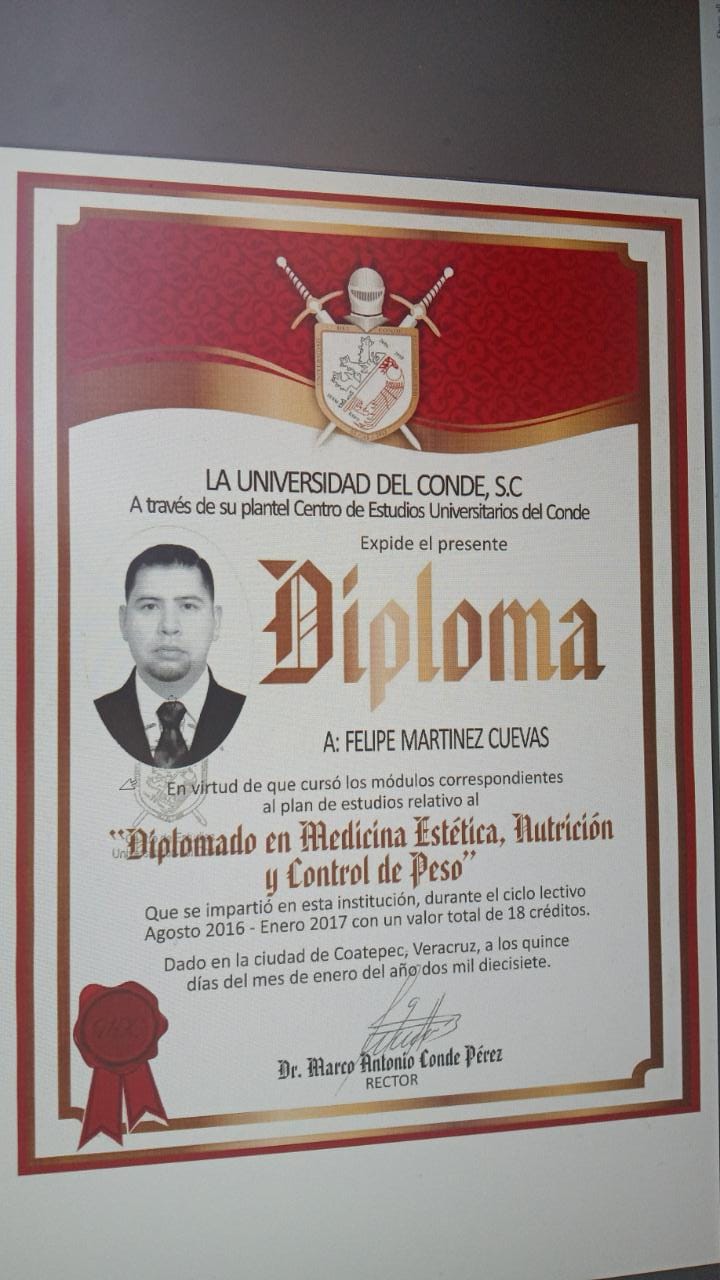 LA UNIVERSIDAD DEL CONDE, S.C
A través de su plantel Centro de Estudios Universitarios del Conde
Expide el presente
Diploma
A: FELIPE MARTINEZ CUEVAS
En virtud de que cursó los módulos correspondientes
al plan de estudios relativo al
"Diplomado en Medicina Estética, Nutrición
y Control de Peso"
Que se impartió en esta institución, durante el ciclo lectivo
Agosto 2016 - Enero 2017 con un valor total de 18 créditos.
Dado en la ciudad de Coatepec, Veracruz, a los quince
días del mes de enero del año dos mil diecisiete.
Dr. Marco Antonio Conde Pérez
RECTOR